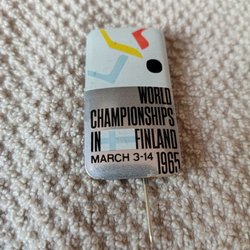 WORLD
CHAMPIONSHIPS
IN FINLAND
MARCH 3-14 1965